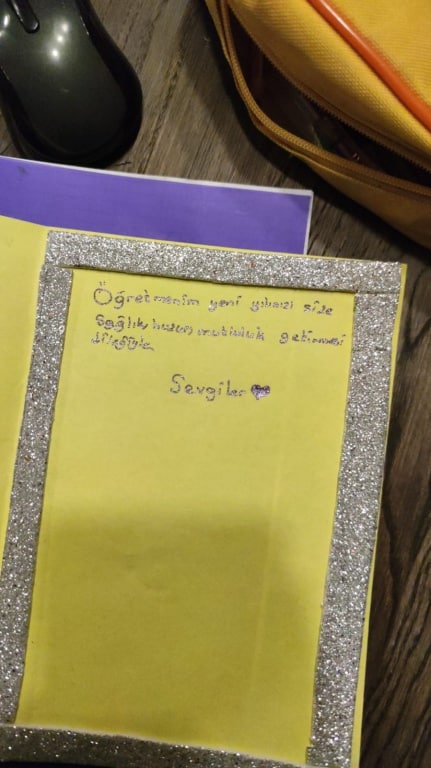 Öğretmenim yeni yılınızı size
Sağlık huzur mutluluk getirmesi
dileğiyle
Sevgiler